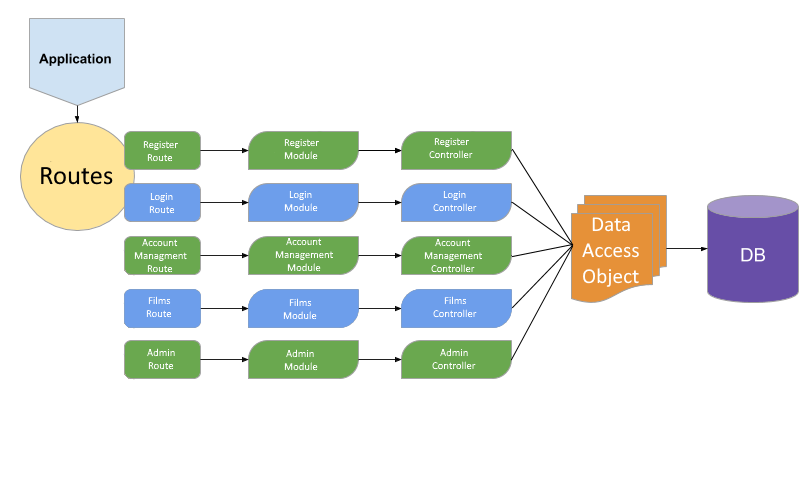 Application
Routes
Register
Route
Register
Module
Register
Controller
Login
Route
Login
Module
Login
Controller
Account
Managment
Route
Account
Management
Module
Account
Management
Controller
Films
Route
Films
Module
Films
Controller
Admin
Route
Admin
Module
Admin
Controller
Data
Access
Object
DB